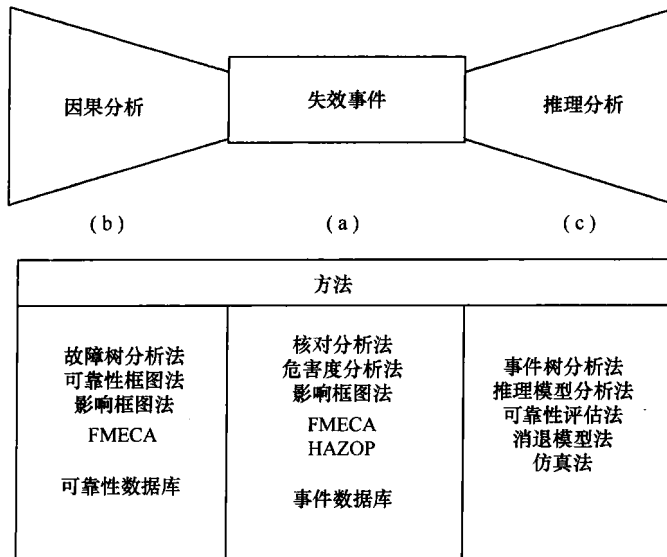 因果分析
失效事件
推理分析
(b)
(a)
(c)
方法
故障树分析法
可靠性框图法
影响框图法
FMECA
可靠性数据库
核对分析法
危害度分析法
影响框图法
FMECA
HAZOP
事件数据库
事件树分析法
推理模型分析法
可靠性评估法
消退模型法
仿真法